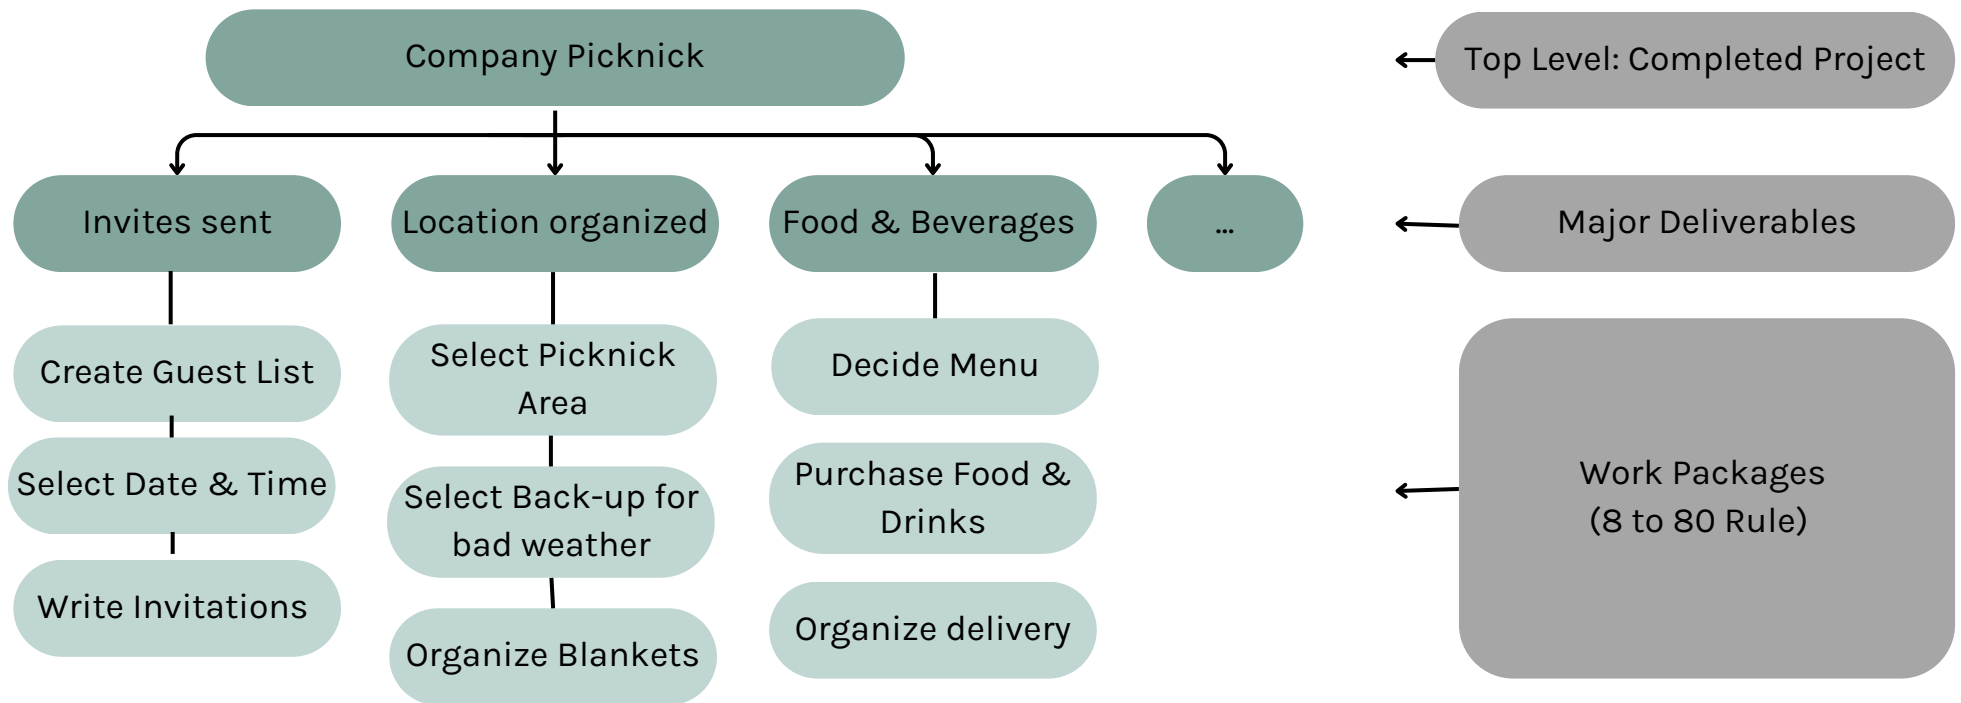 Company Picknick
Top Level: Completed Project
Invites sent
Location organized
Food & Beverages
...
Major Deliverables
Create Guest List
Select Date & Time
Write Invitations
Select Picknick
Area
Select Back-up for
bad weather
Organize Blankets
Decide Menu
Purchase Food &
Drinks
Organize delivery
Work Packages
(8 to 80 Rule)